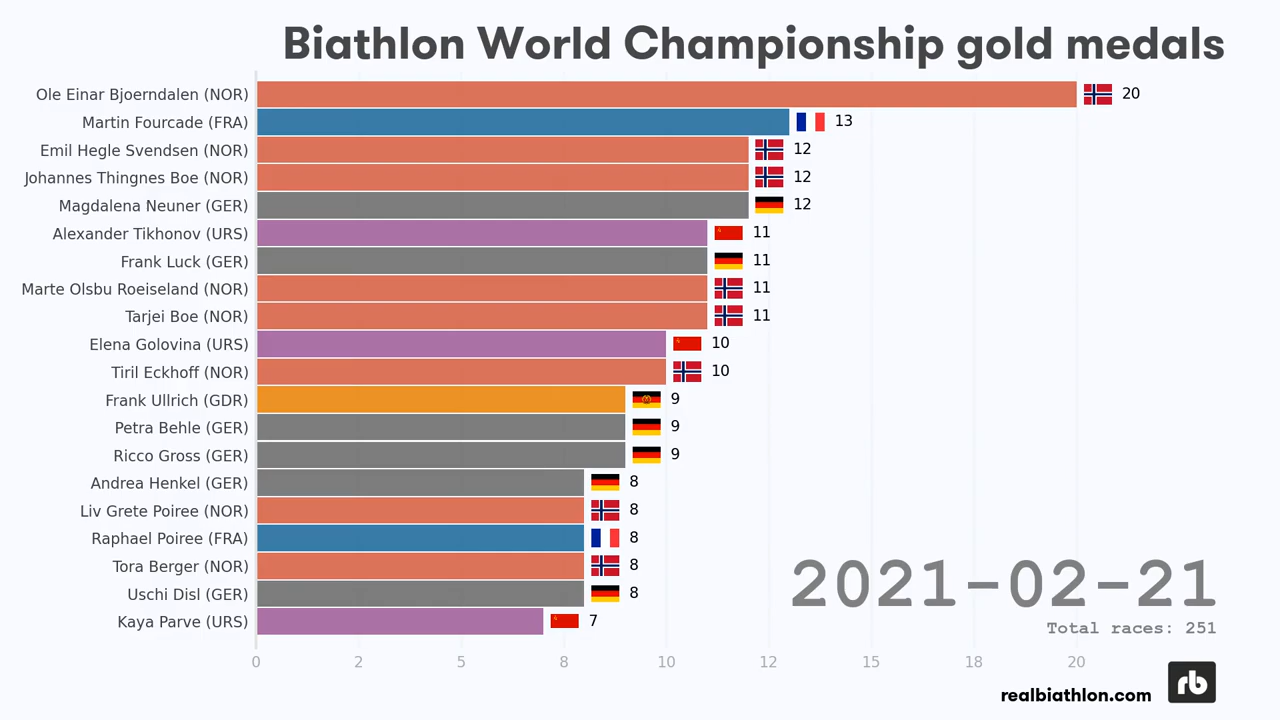 Biathlon World Championship gold medals
Ole Einar Bjoerndalen (NOR) 20
Martin Fourcade (FRA) 13
Emil Hegle Svendsen (NOR) 12
Johannes Thingnes Boe (NOR) 12
Magdalena Neuner (GER) 12
Alexander Tikhonov (URS) 11
Frank Luck (GER) 11
Marte Olsbu Roeiseland (NOR) 11
Tarjei Boe (NOR) 11
Elena Golovina (URS) 10
Tiril Eckhoff (NOR) 10
Frank Ullrich (GDR) 9
Petra Behle (GER) 9
Ricco Gross (GER) 9
Andrea Henkel (GER) 8
Liv Grete Poiree (NOR) 8
Raphael Poiree (FRA) 8
Tora Berger (NOR) 8
Uschi Disl (GER) 8
Kaya Parve (URS) 7
2021-02-21
Total races: 251
0 2 5 8 10 12 15 18 20
realbiathlon.com
rb